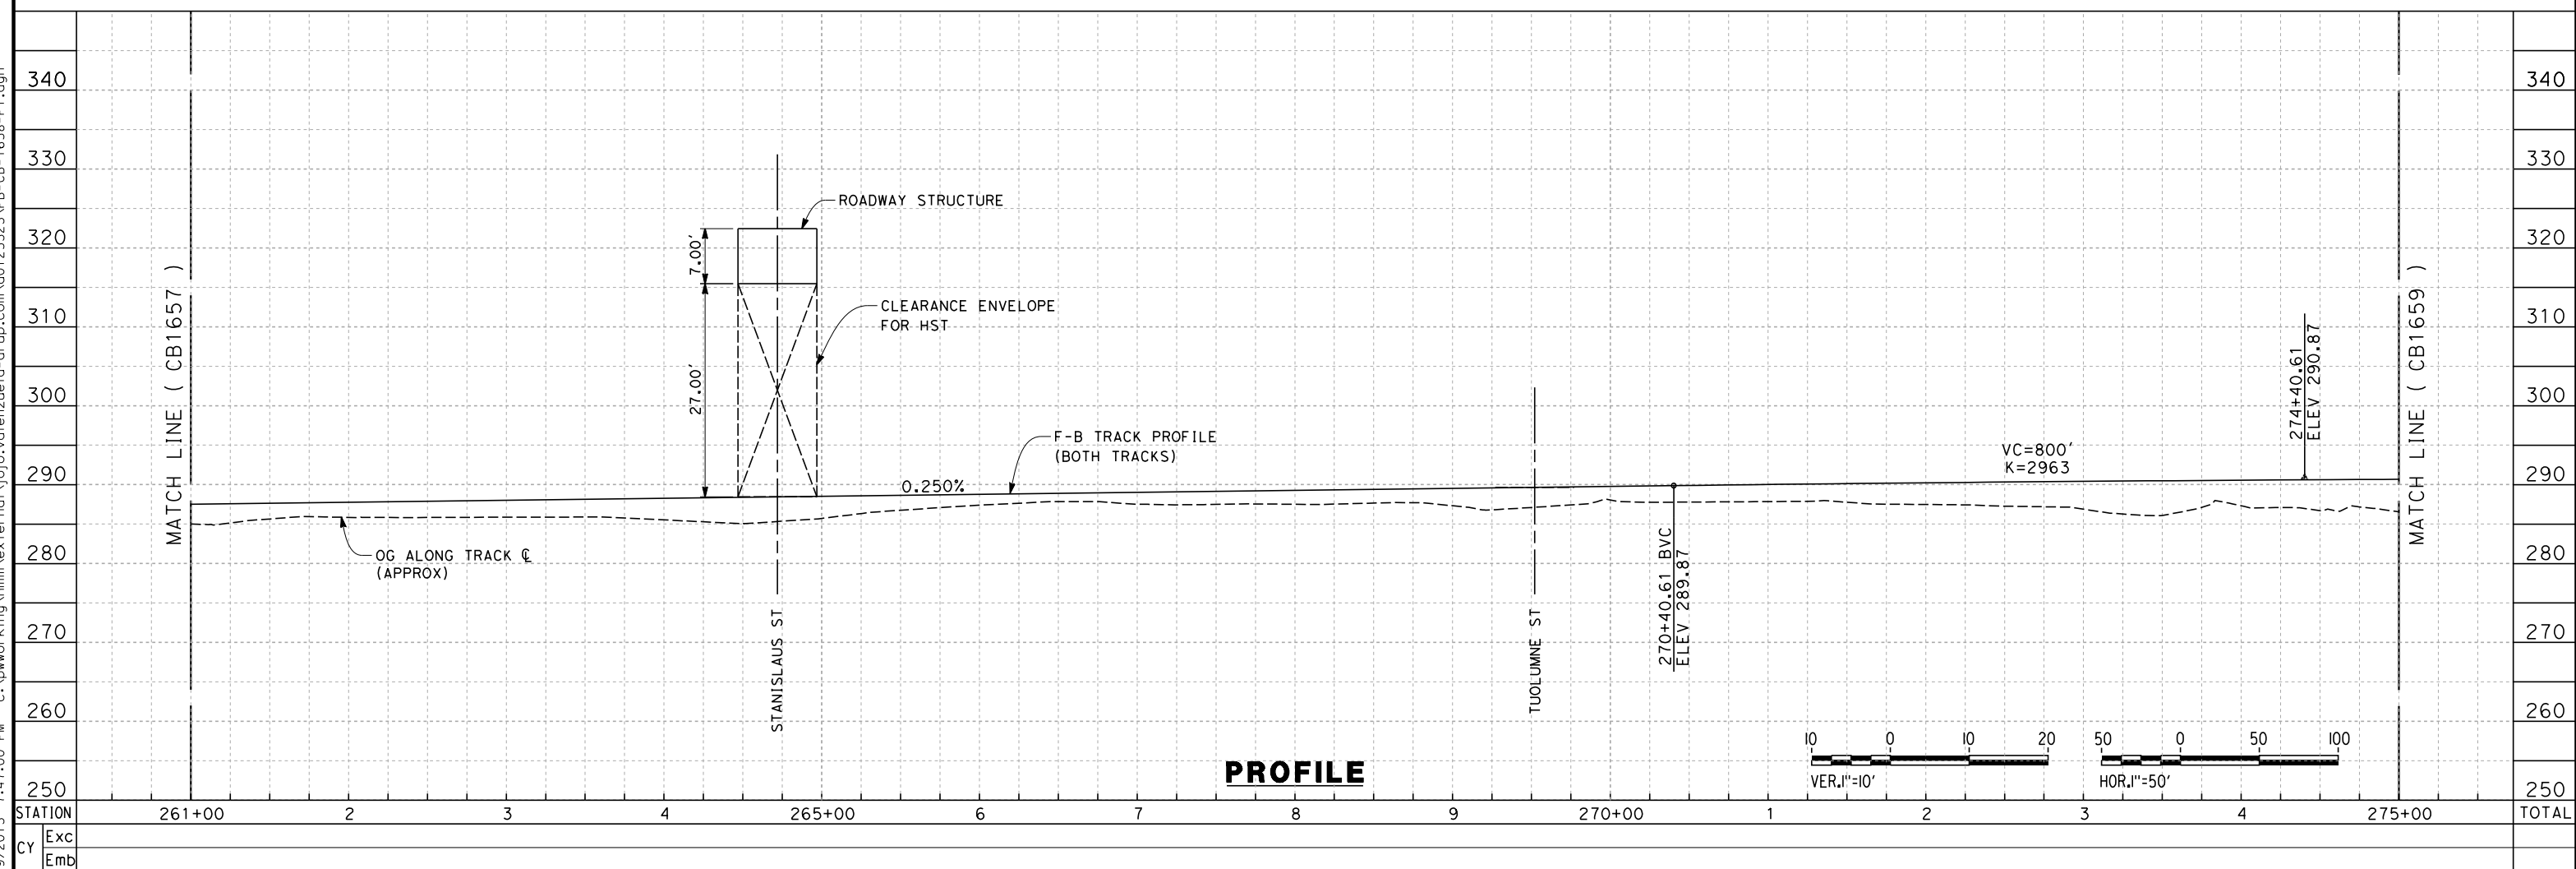 340
330
320
310
300
290
280
270
260
250
340
330
320
310
300
290
280
270
260
250
MATCH LINE ( CB1657 )
7.00'
27.00'
ROADWAY STRUCTURE
CLEARANCE ENVELOPE
FOR HST
0.250%
F-B TRACK PROFILE
(BOTH TRACKS)
OG ALONG TRACK ℄
(APPROX)
STANISLAUS ST
TUOLUMNE ST
270+40.61 BVC
ELEV 289.87
VC=800'
K=2963
274+40.61
ELEV 290.87
MATCH LINE ( CB1659 )
PROFILE
10 0 10 20
VER.1"=10'
50 0 50 100
HOR.1"=50'
STATION 261+00 2 3 4 265+00 6 7 8 9 270+00 1 2 3 4 275+00 TOTAL
CY
Exc
Emb